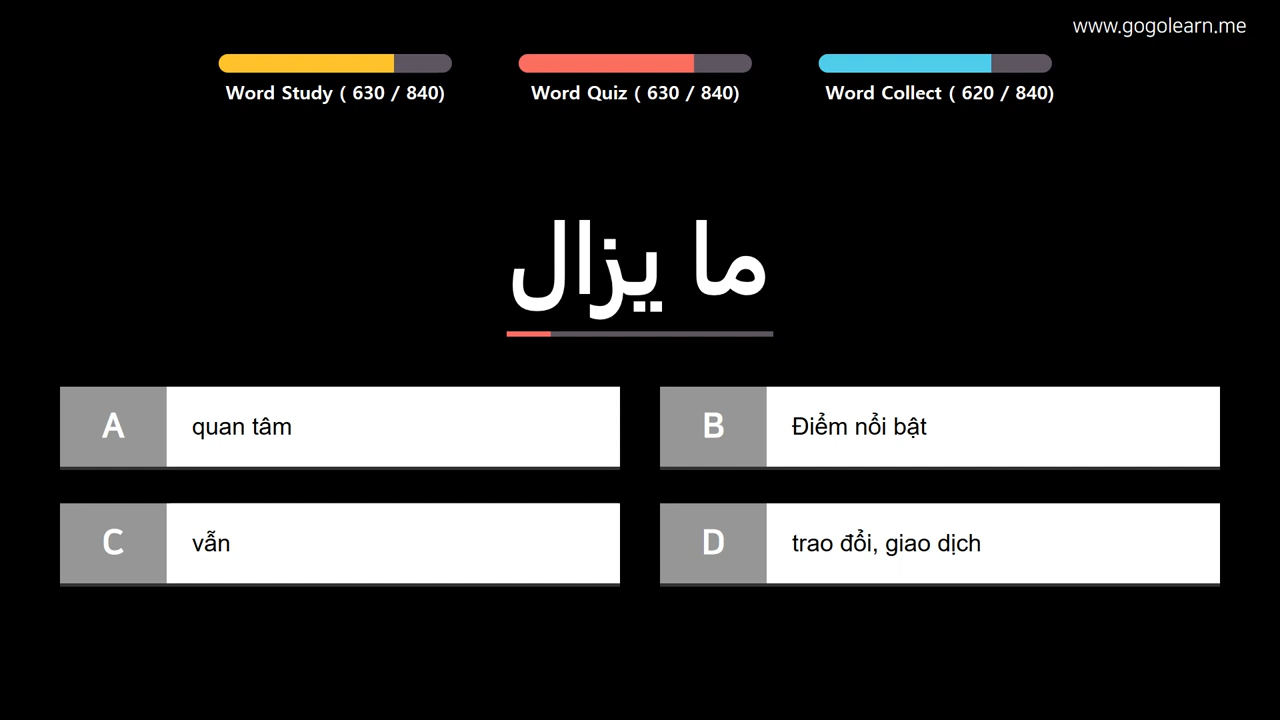 www.gogolearn.me
Word Study ( 630 / 840)
Word Quiz ( 630 / 840)
Word Collect ( 620 / 840)
ما يزال
A
quan tâm
B
Điểm nổi bật
C
vẫn
D
trao đổi, giao dịch